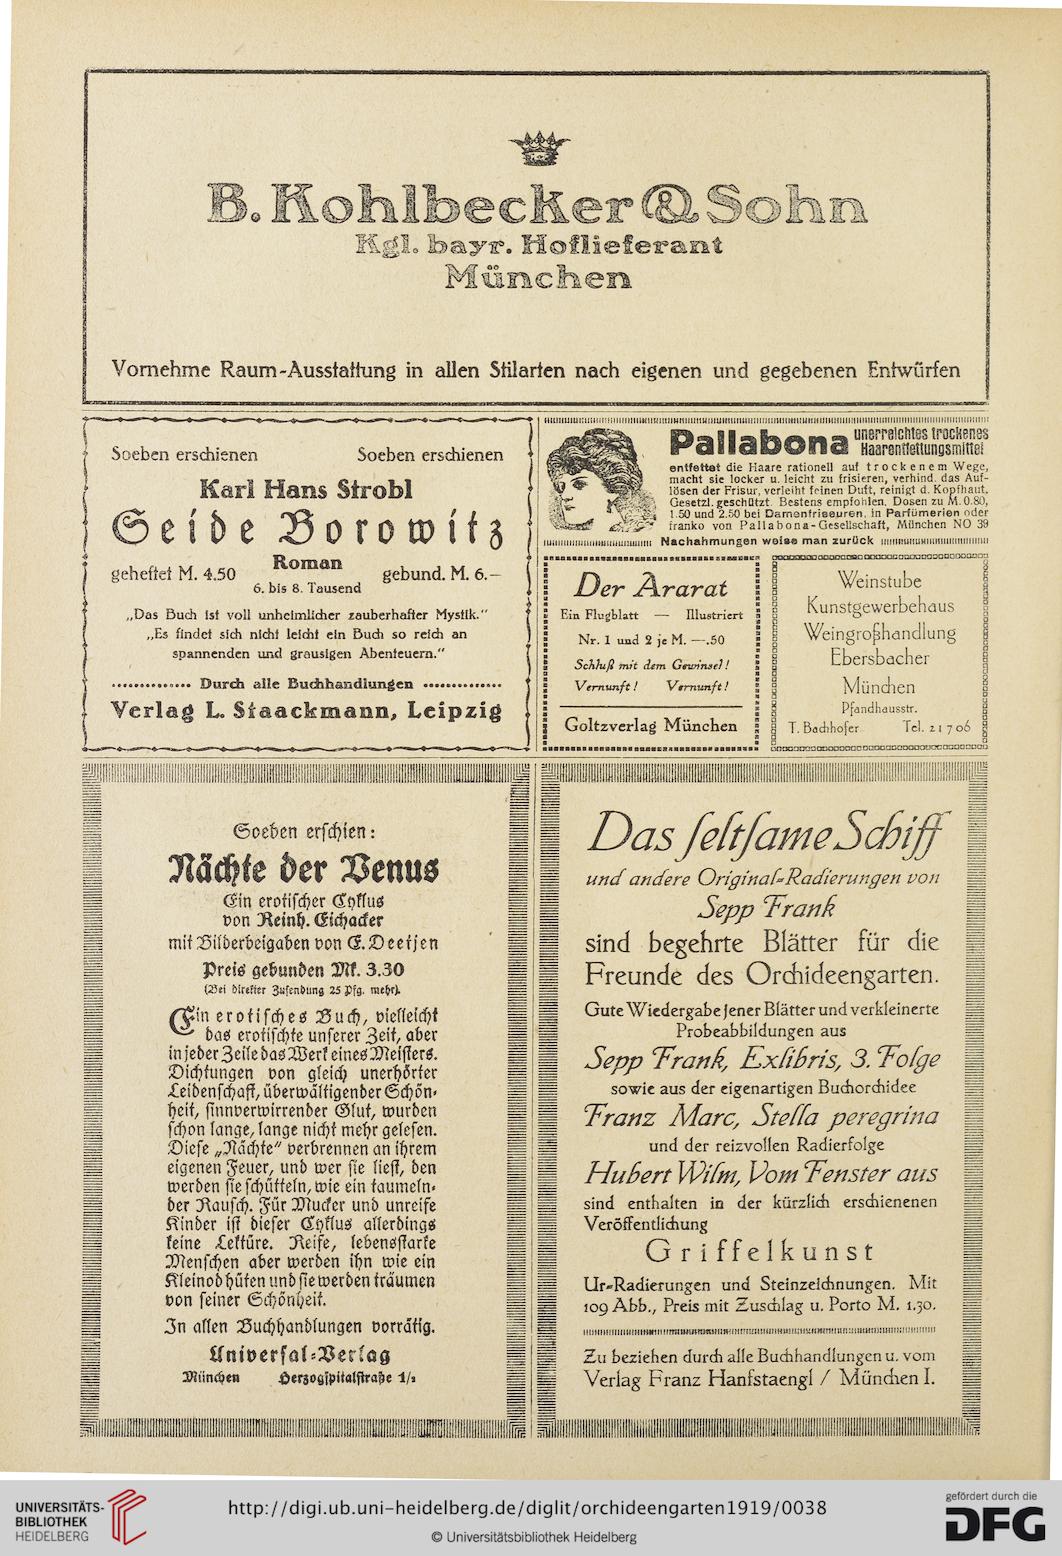 B. Kohlbecker & Sohn
Kgl. bayr. Hoflieferant
München
Vornehme Raum-Ausstattung in allen Stilarten nach eigenen und gegebenen Entwürfen
Soeben erschienen Soeben erschienen
Karl Hans Strobl
Seide Borowitz
Roman
geheftet M. 4.50 6. bis 8. Tausend gebund. M. 6.—
„Das Buch ist voll unheimlicher zauberhafter Mystik."
„Es findet sich nicht leicht ein Buch so reich an
spannenden und grausigen Abenteuern."
Durch alle Buchhandlungen
Verlag L. Staackmann, Leipzig
Pallabona unerreichtes trockenes
Haarentfettungsmittel
entfettet die Haare rationell auf trockenem Wege,
macht sie locker u. leicht zu frisieren, verhind. das Auf-
lösen der Frisur, verleiht feinen Duft, reinigt d. Kopfhaut.
Gesetzl. geschützt. Bestens empfohlen. Dosen zu M. 0.80,
1.50 und 2.50 bei Damenfriseuren, in Parfümerien oder
franko von Pallabona-Gesellschaft, München NO 39
Nachahmungen weise man zurück
Der Ararat
Ein Flugblatt — Illustriert
Nr. 1 und 2 je M. —.50
Schluß mit dem Gewinsel!
Vernunft! Vernunft!
Goltzverlag München
Weinstube
Kunstgewerbehaus
Weingroßhandlung
Ebersbacher
München
Pfandhausstr.
T. Bachhofer Tel. 21706
Soeben erschien:
Nächte der Venus
Ein erotischer Cyklus
von Reinh. Eichacker
mit Bilderbeigaben von E. Deetjen
Preis gebunden Mk. 3.30
(Bei direkter Zusendung 25 Pfg. mehr).
Ein erotisches Buch, vielleicht
das erotischte unserer Zeit, aber
in jeder Zeile das Werk eines Meisters.
Dichtungen von gleich unerhörter
Leidenschaft, überwältigender Schön-
heit, sinnverwirrender Glut, wurden
schon lange, lange nicht mehr gelesen.
Diese „Nächte" verbrennen an ihrem
eigenen Feuer, und wer sie liest, den
werden sie schütteln, wie ein taumeln-
der Rausch. Für Mucker und unreife
Kinder ist dieser Cyklus allerdings
keine Lektüre. Reife, lebensstarke
Menschen aber werden ihn wie ein
Kleinod hüten und sie werden träumen
von seiner Schönheit.
In allen Buchhandlungen vorrätig.
Universal-Verlag
München Herzogspitalstraße 1/2
Das seltsame Schiff
und andere Original-Radierungen von
Sepp Frank
sind begehrte Blätter für die
Freunde des Orchideengarten.
Gute Wiedergabe jener Blätter und verkleinerte
Probeabbildungen aus
Sepp Frank, Exlibris, 3. Folge
sowie aus der eigenartigen Buchorchidee
Franz Marc, Stella peregrina
und der reizvollen Radierfolge
Hubert Wilm, Vom Fenster aus
sind enthalten in der kürzlich erschienenen
Veröffentlichung
Griffelkunst
Ur-Radierungen und Steinzeichnungen. Mit
109 Abb., Preis mit Zuschlag u. Porto M. 1.30.
Zu beziehen durch alle Buchhandlungen u. vom
Verlag Franz Hanfstaengl / München I.
UNIVERSITÄTS-
BIBLIOTHEK
HEIDELBERG
http://digi.ub.uni-heidelberg.de/diglit/orchideengarten1919/0038
© Universitätsbibliothek Heidelberg
gefördert durch die
DFG